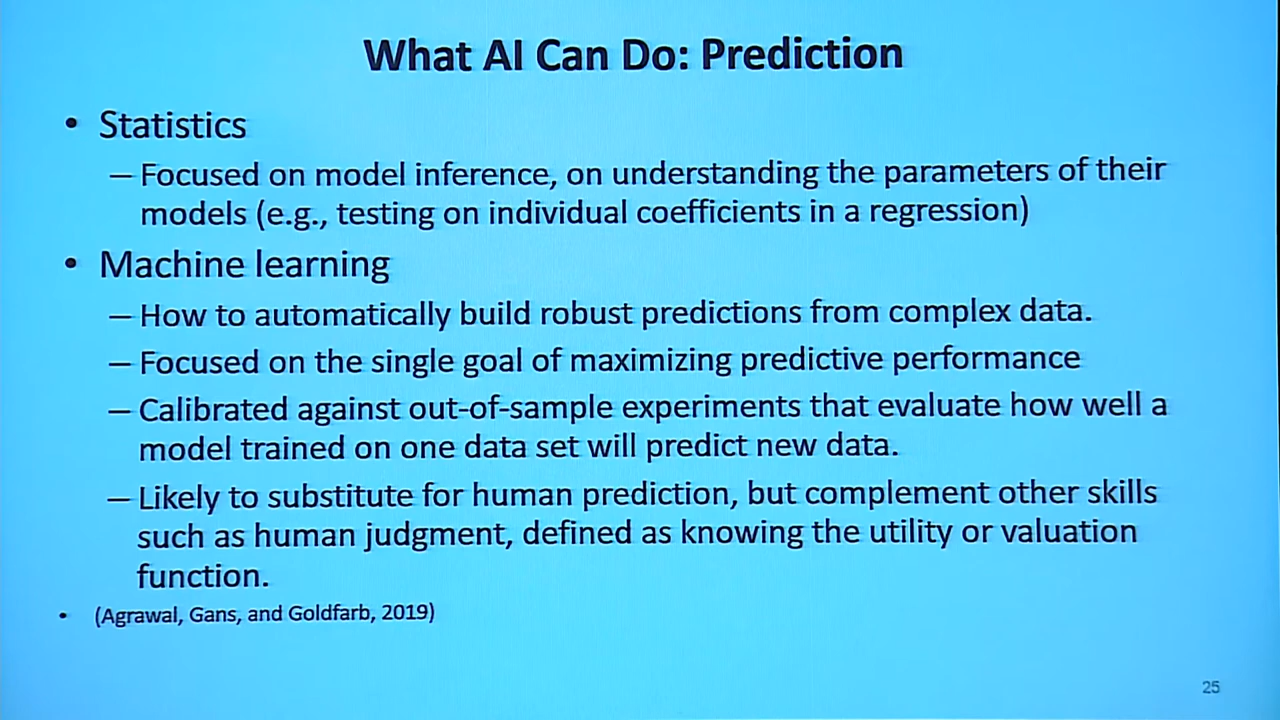 What AI Can Do: Prediction
• Statistics
– Focused on model inference, on understanding the parameters of their
models (e.g., testing on individual coefficients in a regression)
• Machine learning
– How to automatically build robust predictions from complex data.
– Focused on the single goal of maximizing predictive performance
– Calibrated against out-of-sample experiments that evaluate how well a
model trained on one data set will predict new data.
– Likely to substitute for human prediction, but complement other skills
such as human judgment, defined as knowing the utility or valuation
function.
• (Agrawal, Gans, and Goldfarb, 2019)
25